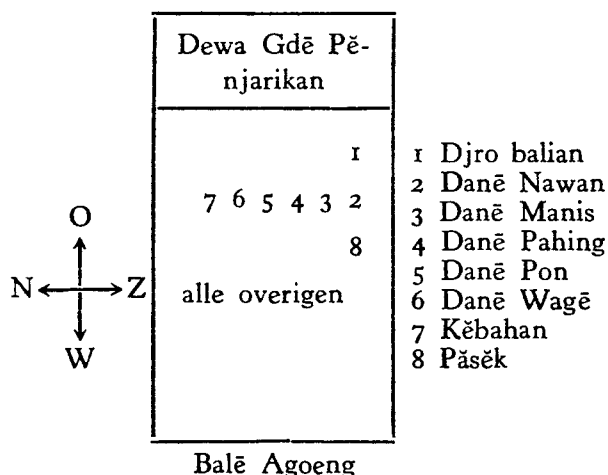 Dewa Gdē Pĕ-
njarikan
1
7 6 5 4 3 2
8
alle overigen
O
N Z
W
1 Djro balian
2 Danē Nawan
3 Danē Manis
4 Danē Pahing
5 Danē Pon
6 Danē Wagē
7 Kĕbahan
8 Păsĕk
Balē Agoeng